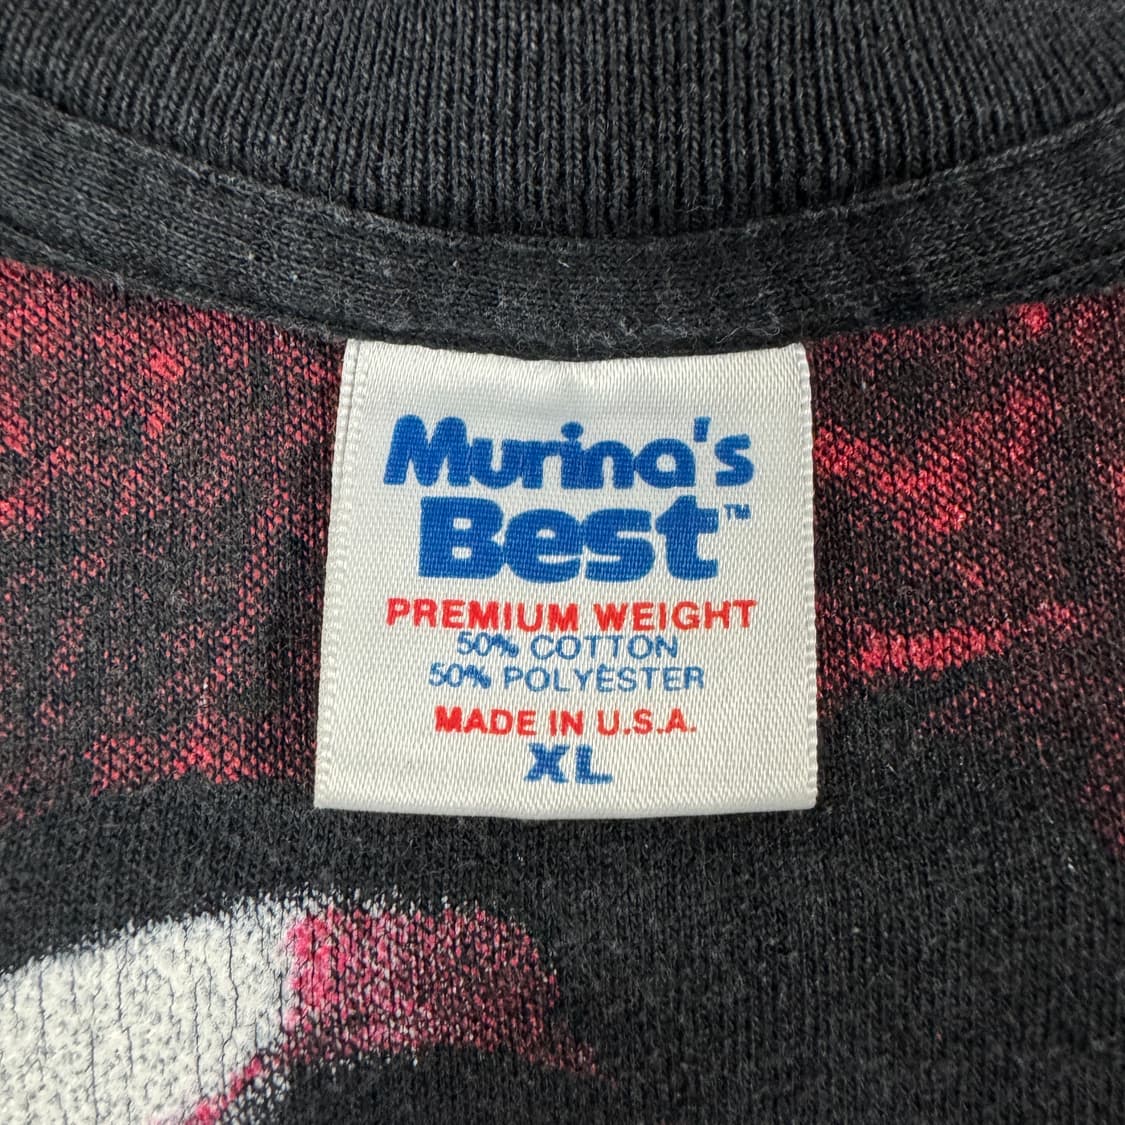 Murina's
Best™
PREMIUM WEIGHT
50% COTTON
50% POLYESTER
MADE IN U.S.A.
XL